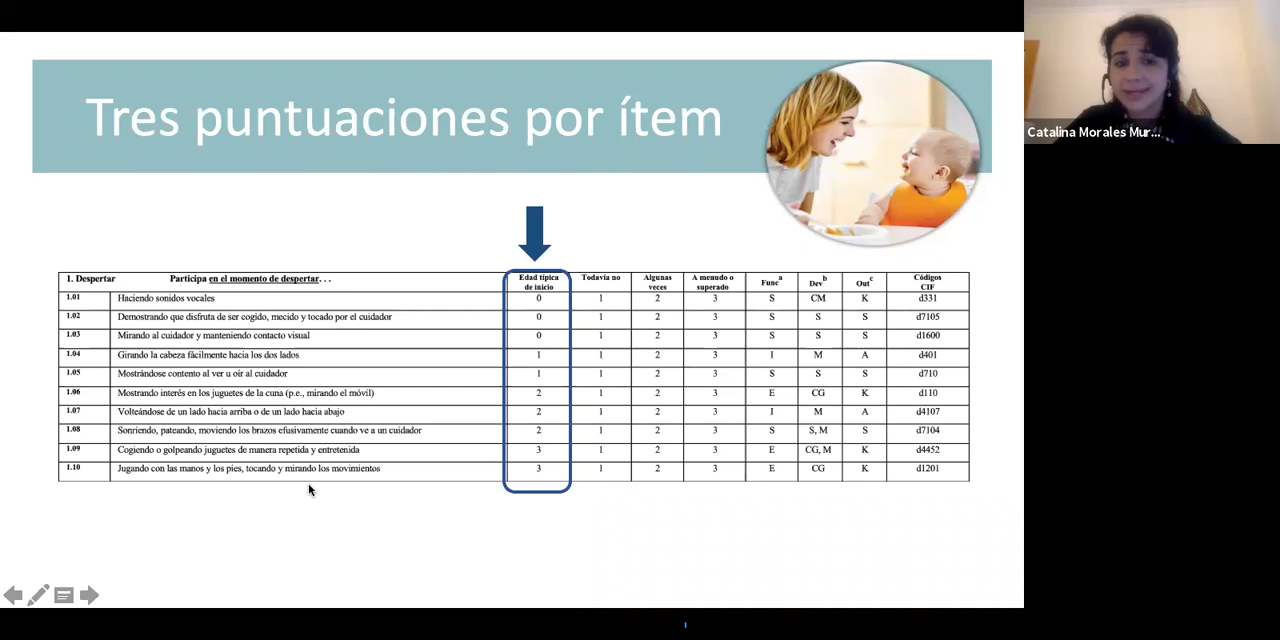 Tres puntuaciones por ítem
Catalina Morales Mur...
1. Despertar Participa en el momento de despertar. . . Edad típica de inicio Todavía no Algunas veces A menudo o superado Func a Dev b Out c Códigos CIF
1.01 Haciendo sonidos vocales 0 1 2 3 S CM K d331
1.02 Demostrando que disfruta de ser cogido, mecido y tocado por el cuidador 0 1 2 3 S S S d7105
1.03 Mirando al cuidador y manteniendo contacto visual 0 1 2 3 S S S d1600
1.04 Girando la cabeza fácilmente hacia los dos lados 1 1 2 3 I M A d401
1.05 Mostrándose contento al ver u oír al cuidador 1 1 2 3 S S S d710
1.06 Mostrando interés en los juguetes de la cuna (p.e., mirando el móvil) 2 1 2 3 E CG K d110
1.07 Volteándose de un lado hacia arriba o de un lado hacia abajo 2 1 2 3 I M A d4107
1.08 Sonriendo, pateando, moviendo los brazos efusivamente cuando ve a un cuidador 2 1 2 3 S S, M S d7104
1.09 Cogiendo o golpeando juguetes de manera repetida y entretenida 3 1 2 3 E CG, M K d4452
1.10 Jugando con las manos y los pies, tocando y mirando los movimientos 3 1 2 3 E CG K d1201